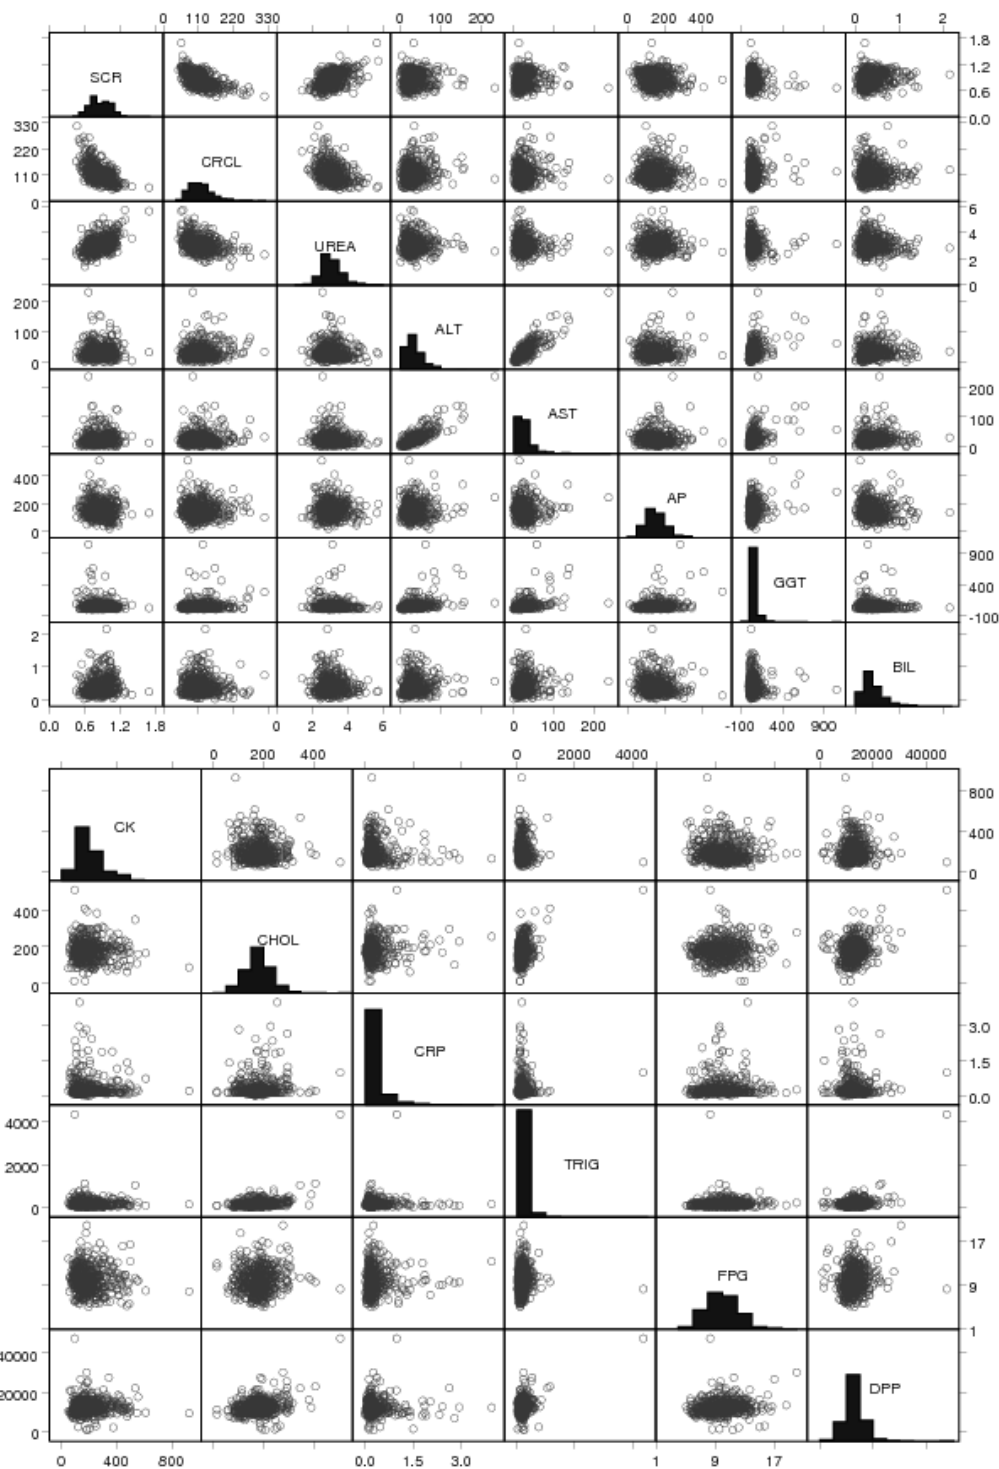 0 110 220 330 0 100 200 0 200 400 0 1 2
SCR 1.8
1.2
0.6
0.0
330 CRCL
220
110
0
UREA 6
4
2
0
200 ALT
100
0
AST 200
100
0
400 AP
200
0
GGT 900
400
-100
2 BIL
1
0
0.0 0.6 1.2 1.8 0 2 4 6 0 100 200 -100 400 900
0 200 400 0 2000 4000 0 20000 40000
CK 800
400
0
400 CHOL
200
0
CRP 3.0
1.5
0.0
4000 TRIG
2000
0
FPG 17
9
1
40000 DPP
20000
0
0 400 800 0.0 1.5 3.0 1 9 17